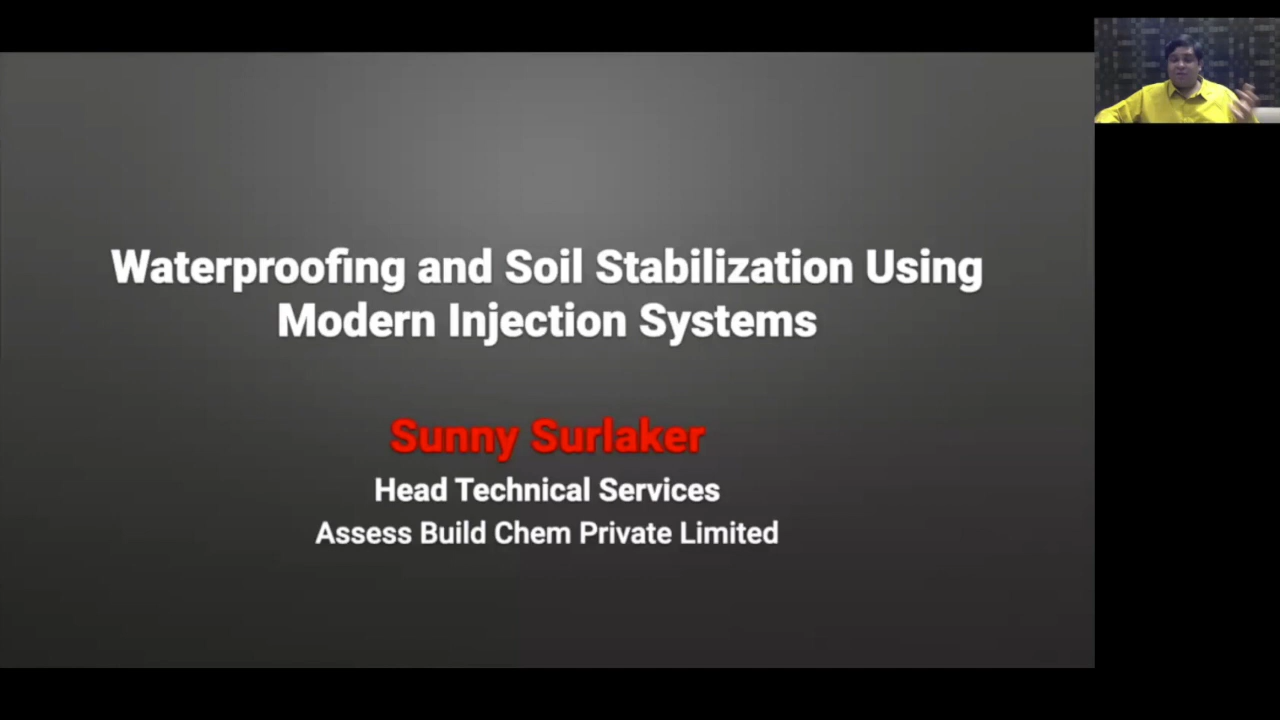 Waterproofing and Soil Stabilization Using
Modern Injection Systems
Sunny Surlaker
Head Technical Services
Assess Build Chem Private Limited